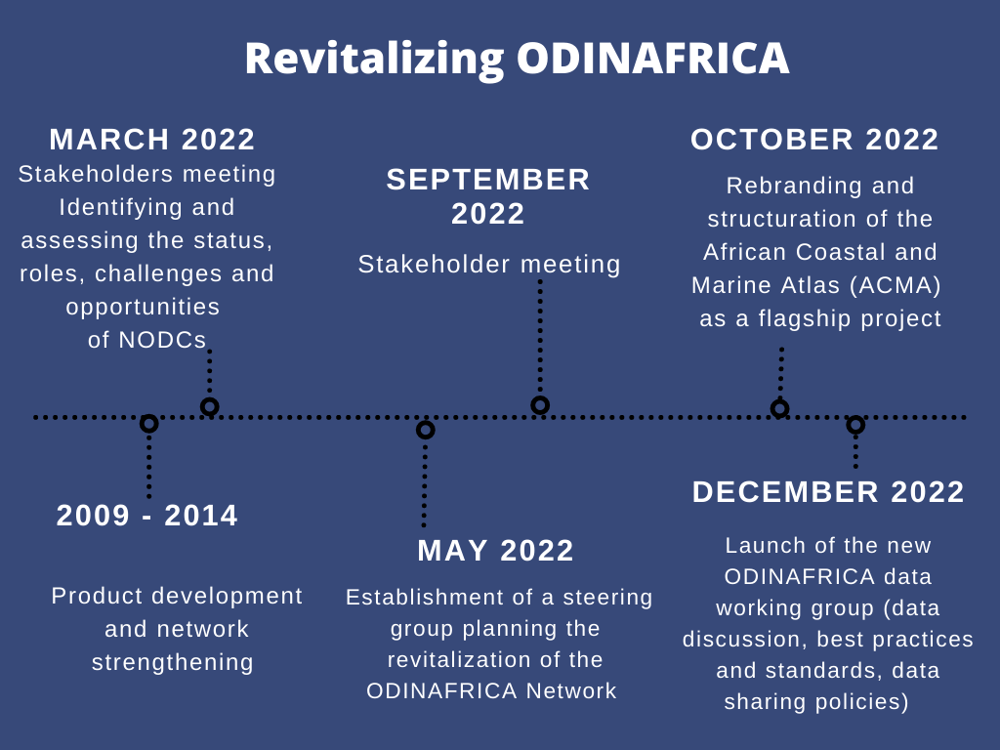 Revitalizing ODINAFRICA
MARCH 2022
Stakeholders meeting
Identifying and
assessing the status,
roles, challenges and
opportunities
of NODCs
SEPTEMBER
2022
Stakeholder meeting
OCTOBER 2022
Rebranding and
structuration of the
African Coastal and
Marine Atlas (ACMA)
as a flagship project
2009 - 2014
Product development
and network
strengthening
MAY 2022
Establishment of a steering
group planning the
revitalization of the
ODINAFRICA Network
DECEMBER 2022
Launch of the new
ODINAFRICA data
working group (data
discussion, best practices
and standards, data
sharing policies)